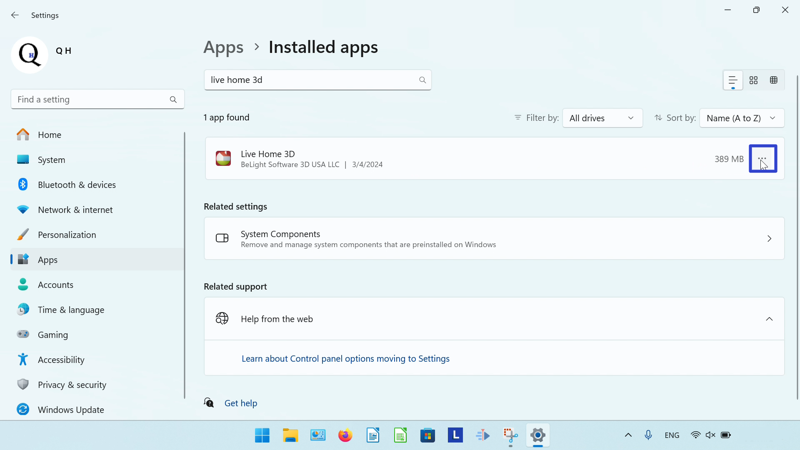 Settings
Q H
Q H
Find a setting
Home
System
Bluetooth & devices
Network & internet
Personalization
Apps
Accounts
Time & language
Gaming
Accessibility
Privacy & security
Windows Update
Apps > Installed apps
live home 3d
1 app found
Filter by: All drives
Sort by: Name (A to Z)
Live Home 3D
BeLight Software 3D USA LLC | 3/4/2024
389 MB
Related settings
System Components
Remove and manage system components that are preinstalled on Windows
Related support
Help from the web
Learn about Control panel options moving to Settings
Get help
L
ENG